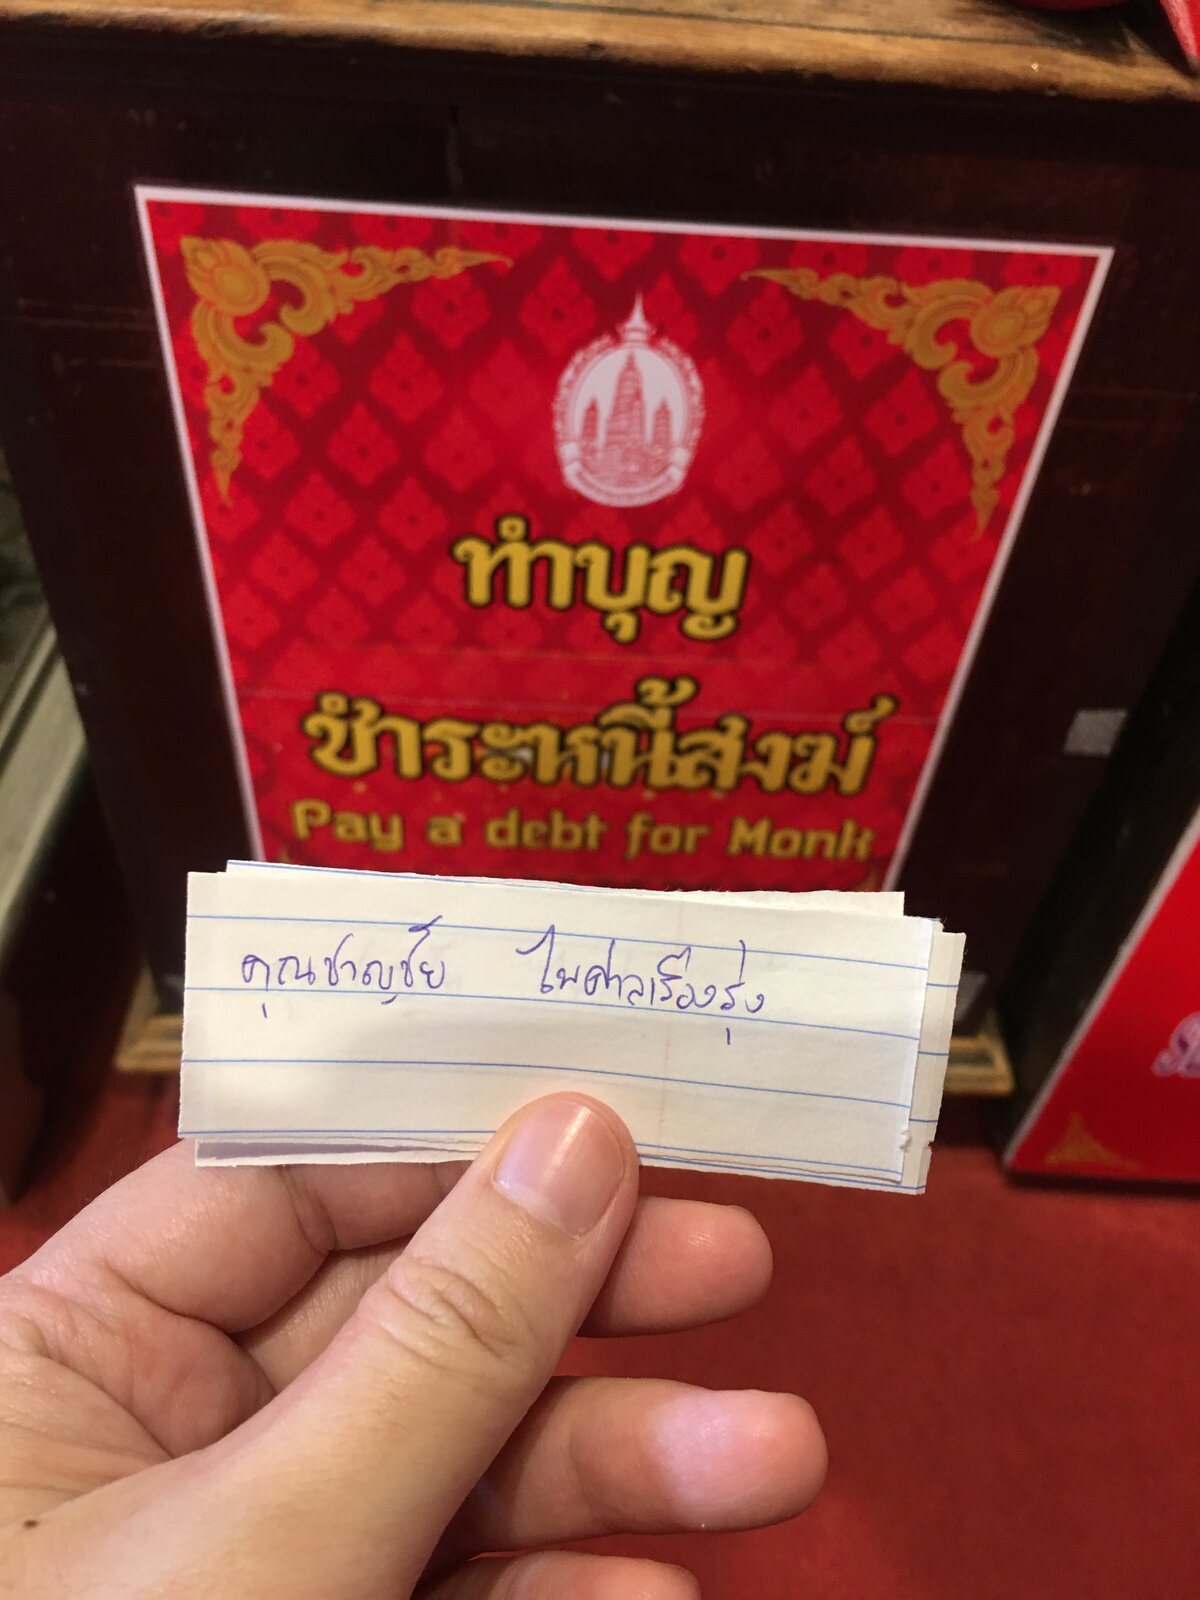 ทำบุญ
ชำระหนี้สงฆ์
Pay a debt for Monk
คุณชาญชัย ไพศาลเรืองรุ่ง